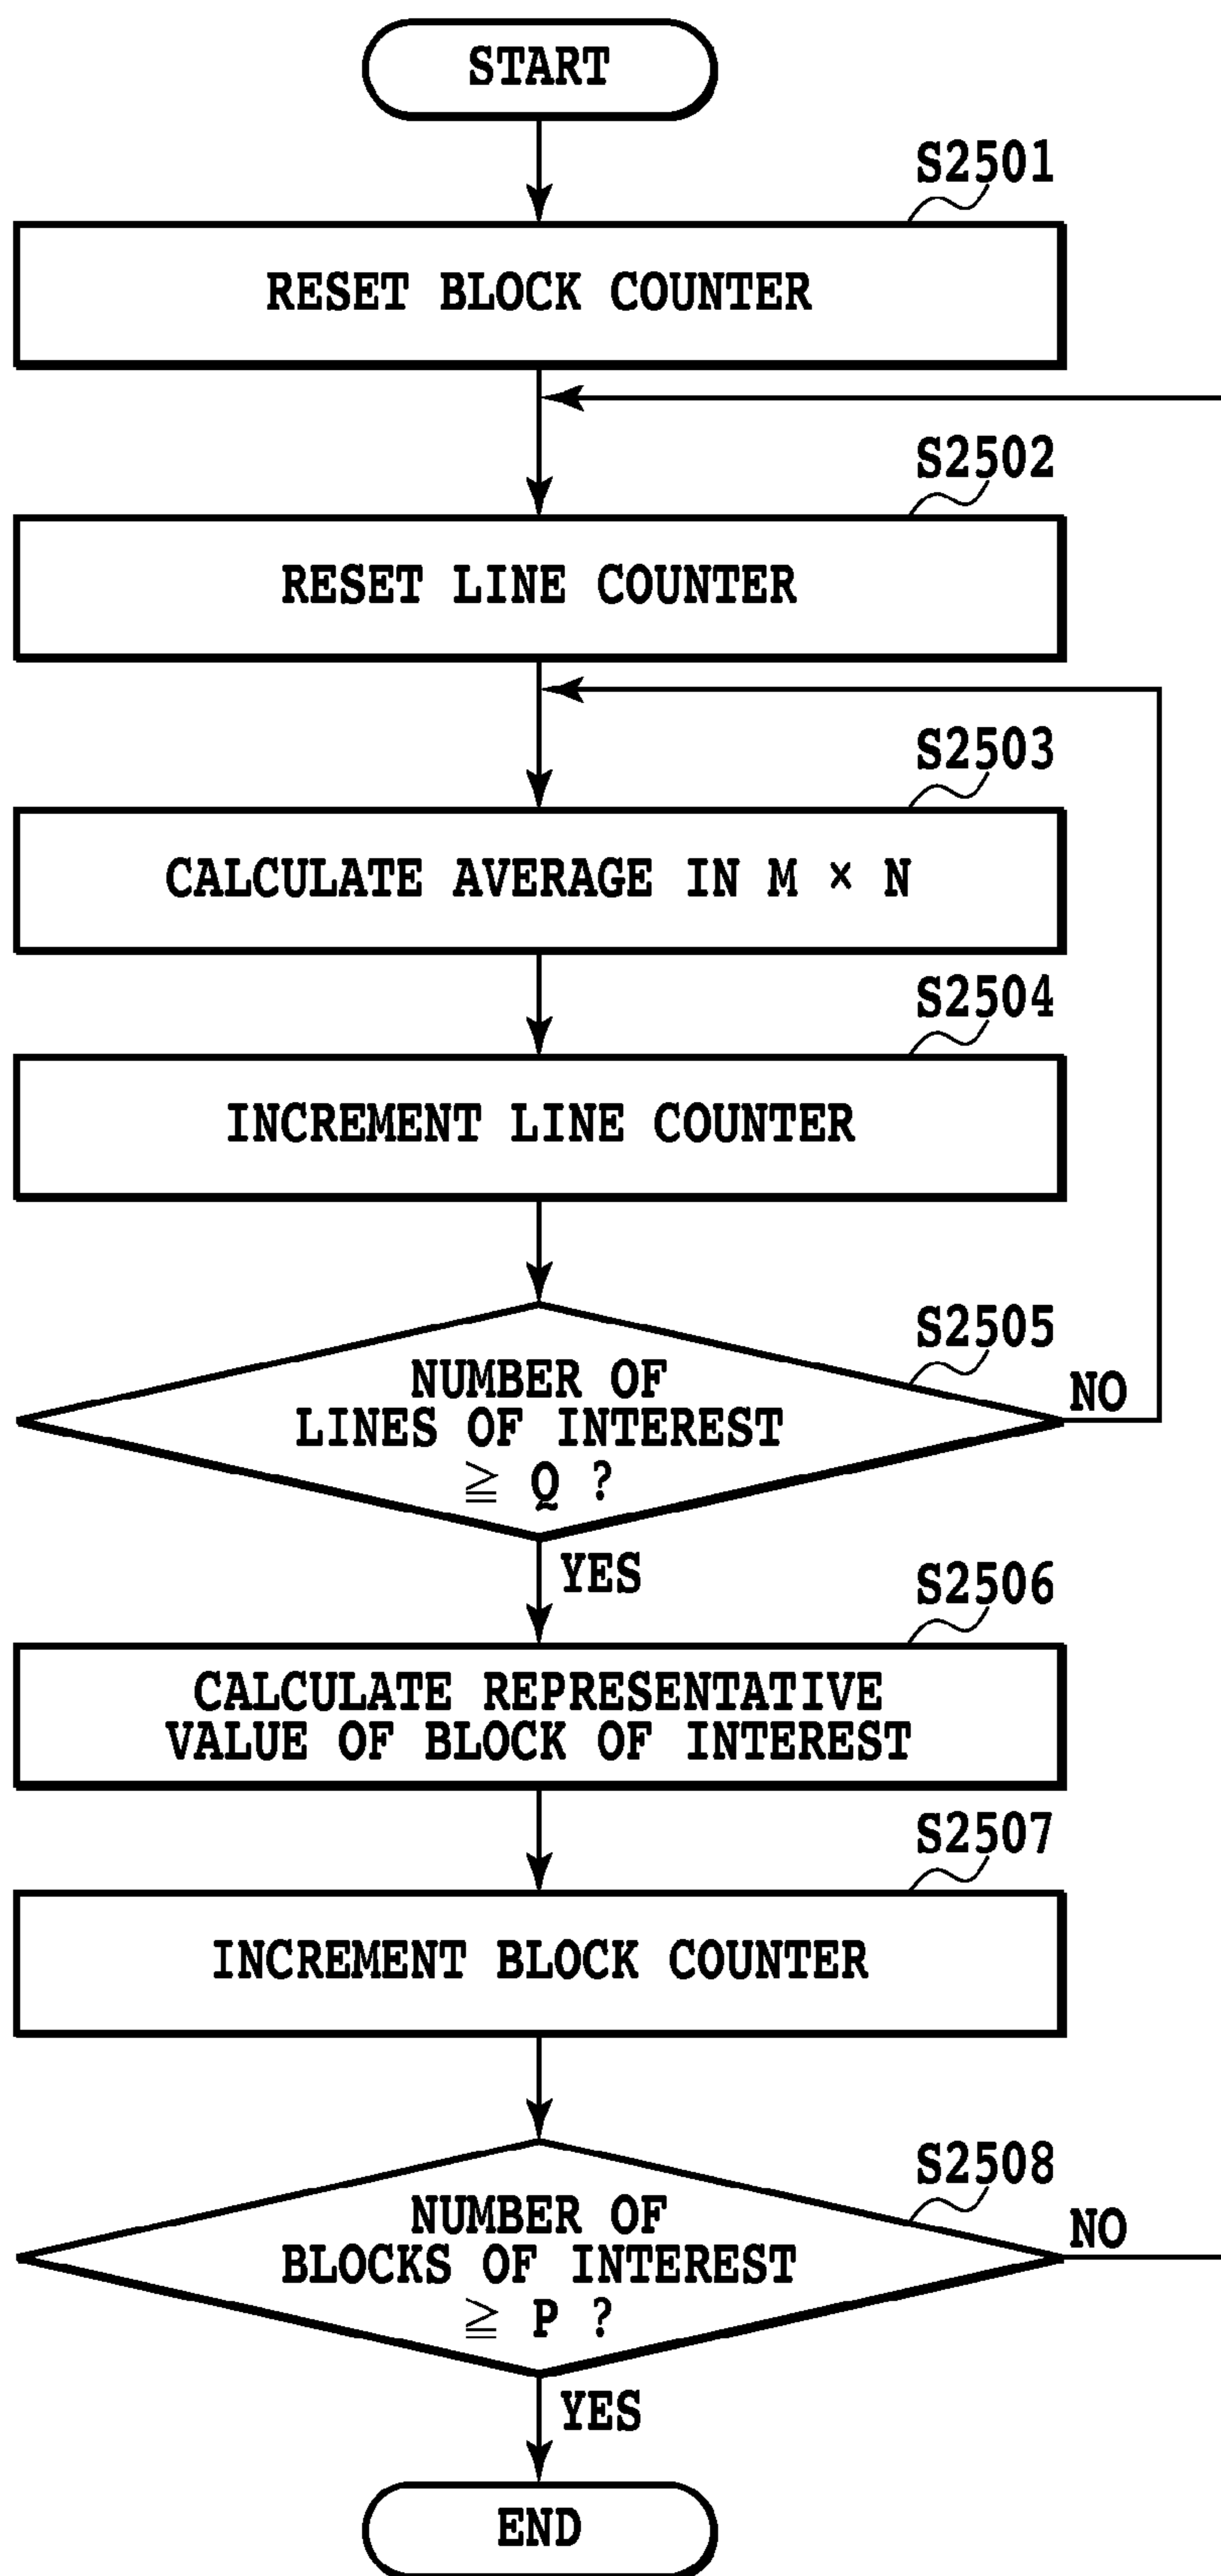 START
S2501
RESET BLOCK COUNTER
S2502
RESET LINE COUNTER
S2503
CALCULATE AVERAGE IN M × N
S2504
INCREMENT LINE COUNTER
S2505
NUMBER OF
LINES OF INTEREST
≧ Q ?
NO
YES
S2506
CALCULATE REPRESENTATIVE
VALUE OF BLOCK OF INTEREST
S2507
INCREMENT BLOCK COUNTER
S2508
NUMBER OF
BLOCKS OF INTEREST
≧ P ?
NO
YES
END